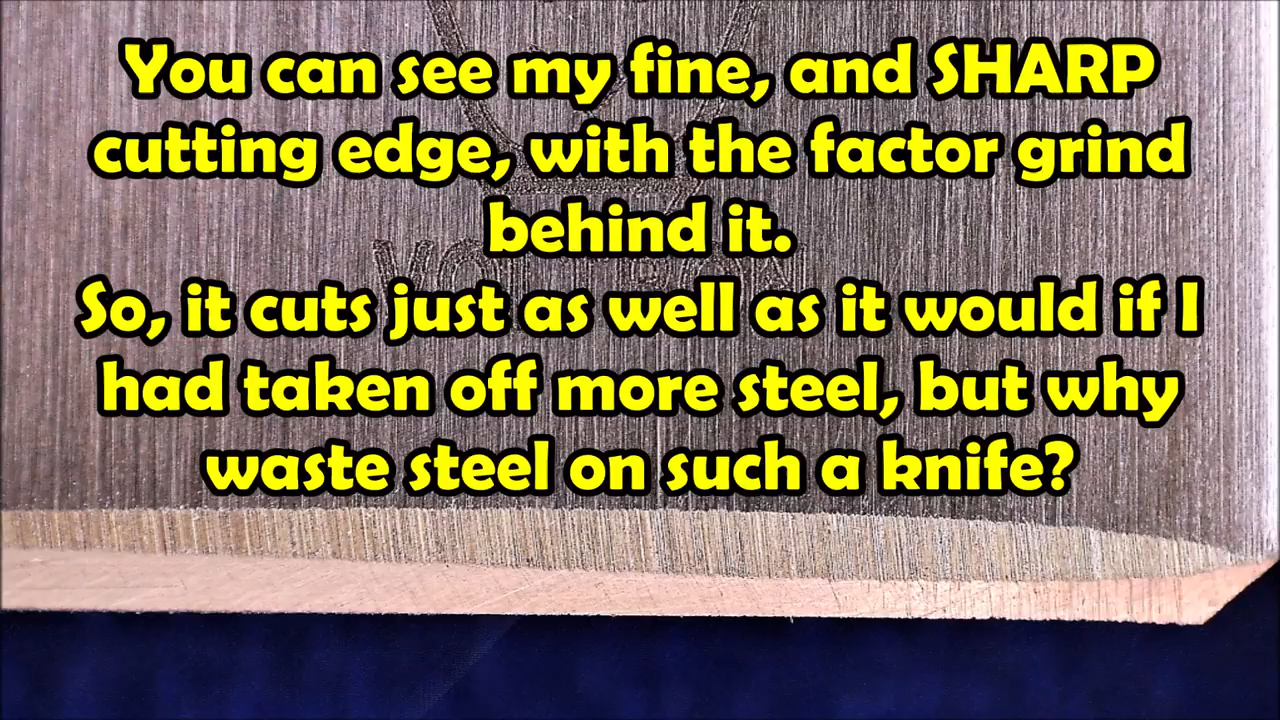 You can see my fine, and SHARP
cutting edge, with the factor grind
behind it.
So, it cuts just as well as it would if I
had taken off more steel, but why
waste steel on such a knife?